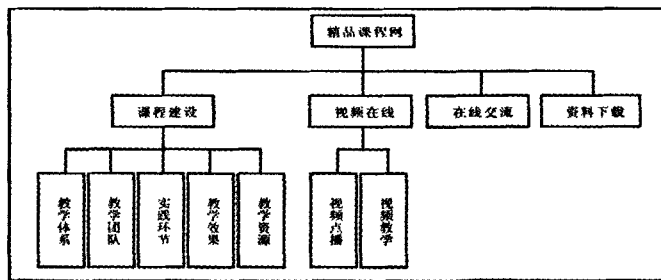 精品课程网
课程建设
视频在线
在线交流
资料下载
教学体系
教学团队
实践环节
教学效果
教学资源
视频点播
视频教学